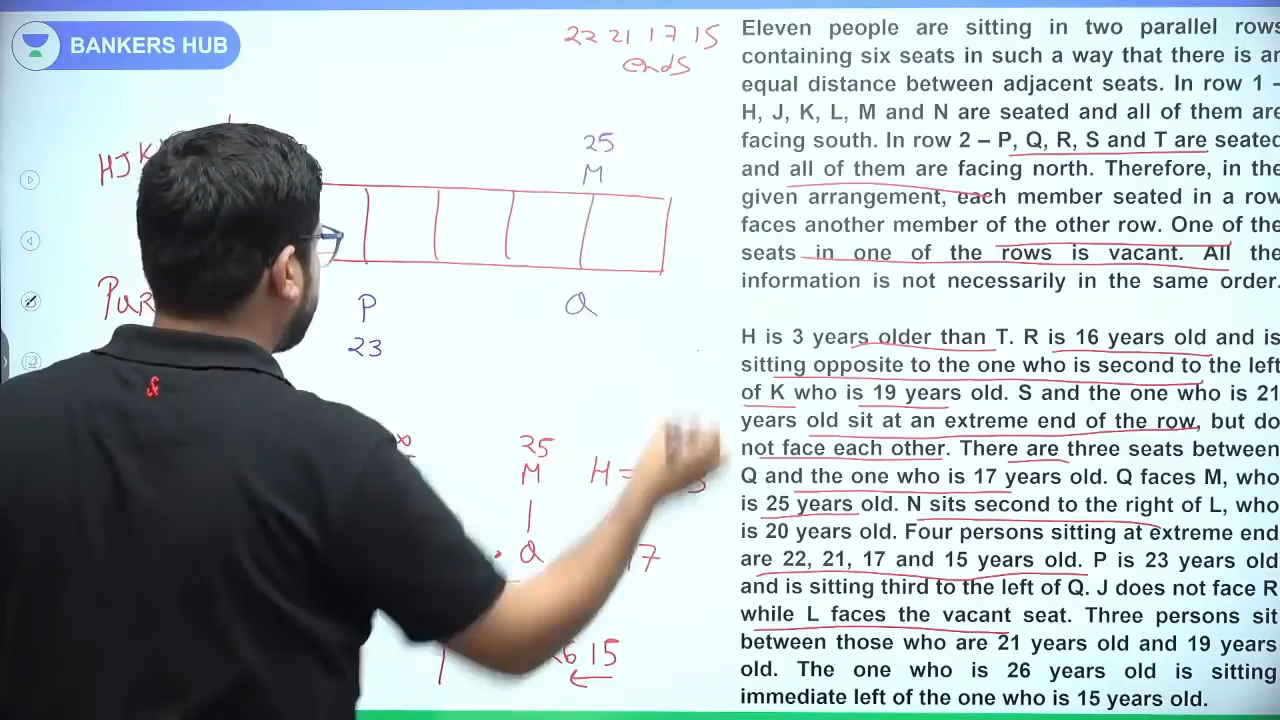 BANKERS HUB
22 21 17 15
ends
HJK
25
M
PQR
P
Q
23
25
M
H =
Q
17
15
Eleven people are sitting in two parallel rows
containing six seats in such a way that there is an
equal distance between adjacent seats. In row 1 –
H, J, K, L, M and N are seated and all of them are
facing south. In row 2 – P, Q, R, S and T are seated
and all of them are facing north. Therefore, in the
given arrangement, each member seated in a row
faces another member of the other row. One of the
seats in one of the rows is vacant. All the
information is not necessarily in the same order.
H is 3 years older than T. R is 16 years old and is
sitting opposite to the one who is second to the left
of K who is 19 years old. S and the one who is 21
years old sit at an extreme end of the row, but do
not face each other. There are three seats between
Q and the one who is 17 years old. Q faces M, who
is 25 years old. N sits second to the right of L, who
is 20 years old. Four persons sitting at extreme end
are 22, 21, 17 and 15 years old. P is 23 years old
and is sitting third to the left of Q. J does not face R
while L faces the vacant seat. Three persons sit
between those who are 21 years old and 19 years
old. The one who is 26 years old is sitting
immediate left of the one who is 15 years old.